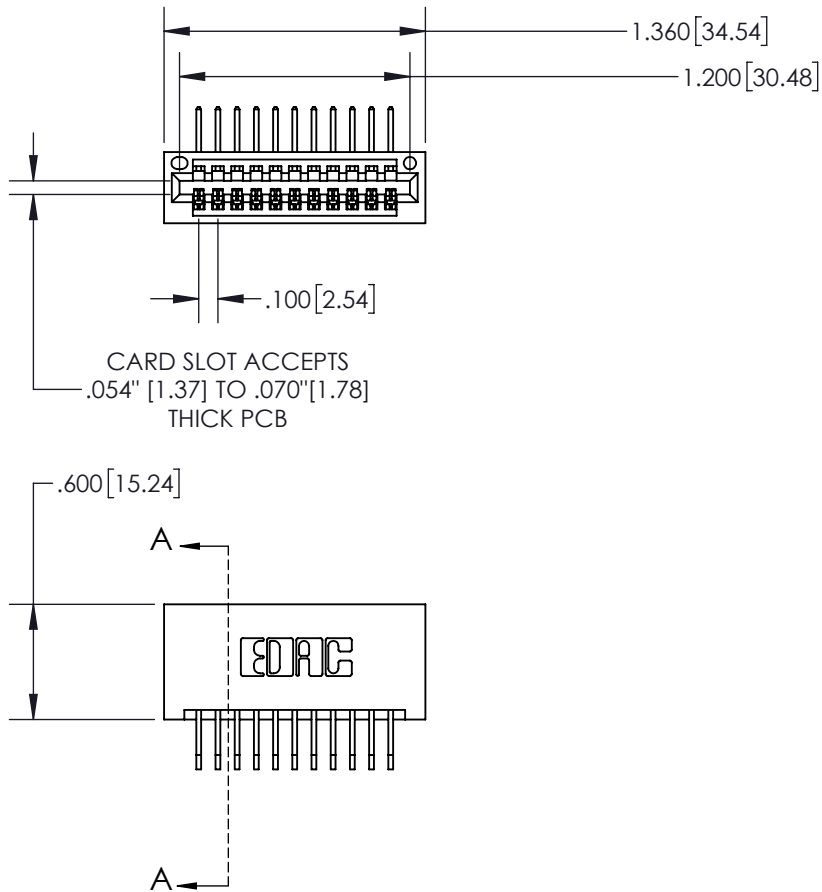 1.360[34.54]
1.200[30.48]
.100[2.54]
CARD SLOT ACCEPTS
.054" [1.37] TO .070"[1.78]
THICK PCB
.600[15.24]
A
EDAC
A